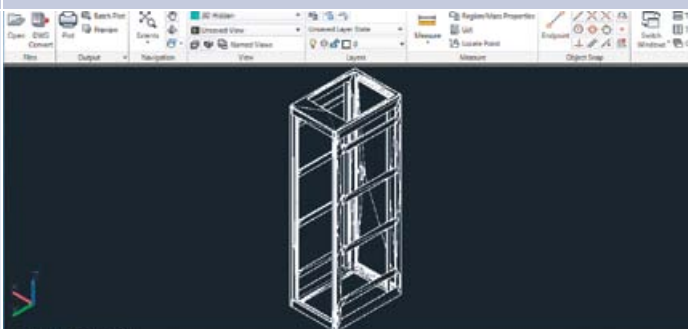 Batch Plot
3D Hidden
Region/Mass Properties
Preview
Unsaved View
Unsaved Layer State
List
Open
DWG Convert
Plot
Extents
Named Views
0
Measure
Locate Point
Endpoint
Switch Windows
Files
Output
Navigation
View
Layers
Measure
Object Snap